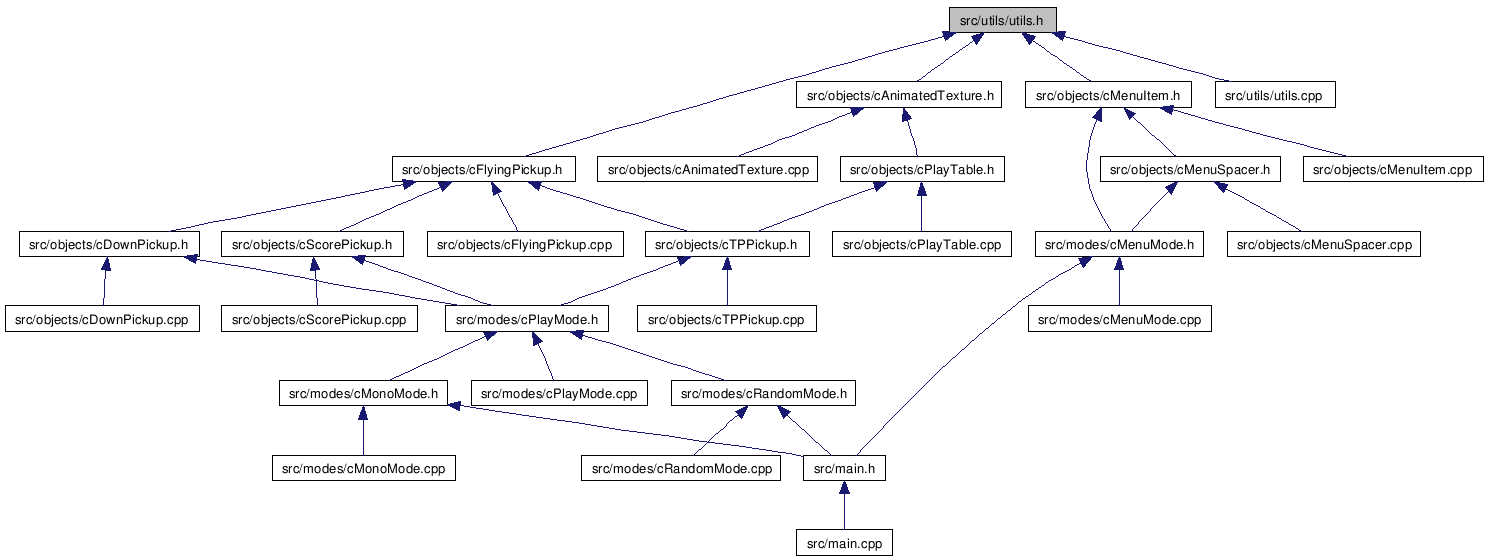 src/utils/utils.h
src/objects/cAnimatedTexture.h
src/objects/cMenuItem.h
src/utils/utils.cpp
src/objects/cFlyingPickup.h
src/objects/cAnimatedTexture.cpp
src/objects/cPlayTable.h
src/objects/cMenuSpacer.h
src/objects/cMenuItem.cpp
src/objects/cDownPickup.h
src/objects/cScorePickup.h
src/objects/cFlyingPickup.cpp
src/objects/cTPPickup.h
src/objects/cPlayTable.cpp
src/modes/cMenuMode.h
src/objects/cMenuSpacer.cpp
src/objects/cDownPickup.cpp
src/objects/cScorePickup.cpp
src/modes/cPlayMode.h
src/objects/cTPPickup.cpp
src/modes/cMenuMode.cpp
src/modes/cMonoMode.h
src/modes/cPlayMode.cpp
src/modes/cRandomMode.h
src/modes/cMonoMode.cpp
src/modes/cRandomMode.cpp
src/main.h
src/main.cpp